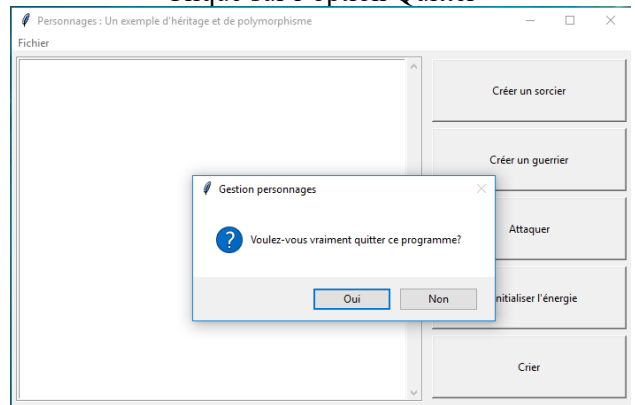 Personnages : Un exemple d'héritage et de polymorphisme
Fichier
Créer un sorcier
Créer un guerrier
Gestion personnages
Voulez-vous vraiment quitter ce programme?
Attaquer
Oui
Non
nitialiser l'énergie
Crier